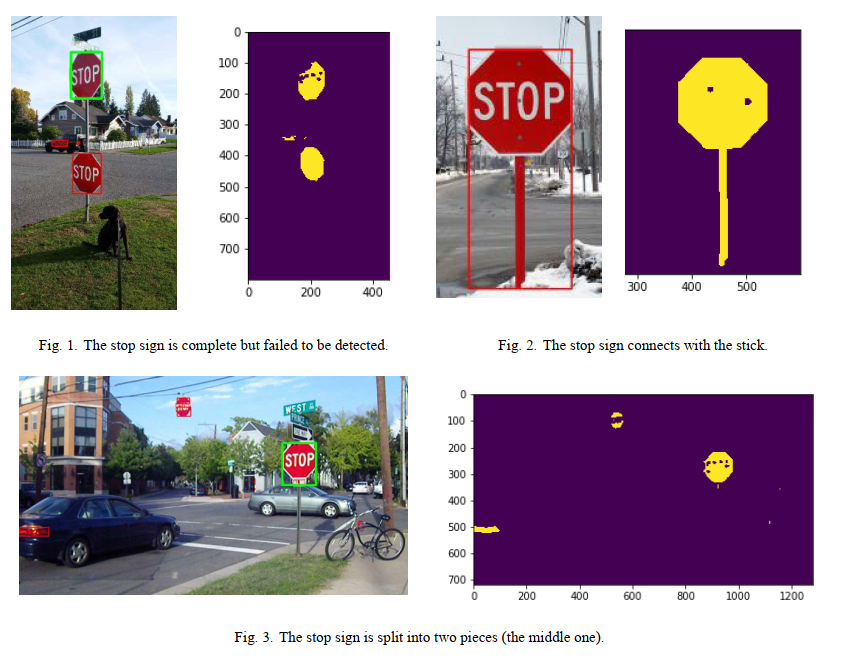 STOP
STOP
0
100
200
300
400
500
600
700
0 200 400
STOP
300 400 500
Fig. 1. The stop sign is complete but failed to be detected.
Fig. 2. The stop sign connects with the stick.
WEST
STOP
0
100
200
300
400
500
600
700
0 200 400 600 800 1000 1200
Fig. 3. The stop sign is split into two pieces (the middle one).